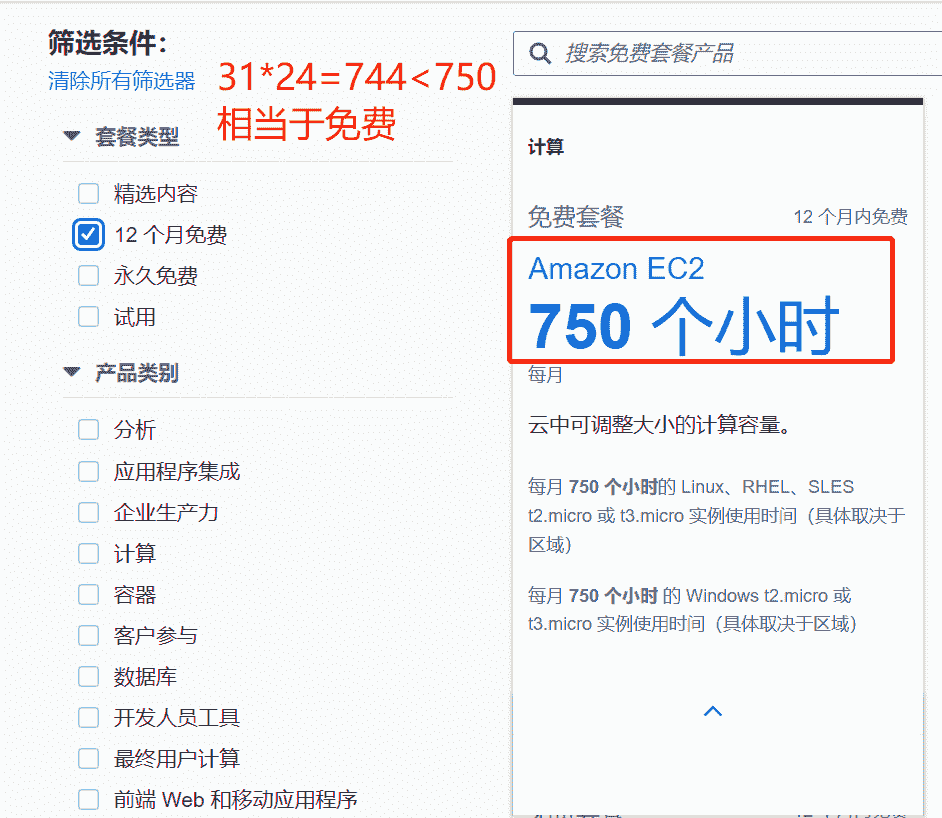 筛选条件：
清除所有筛选器
31*24=744<750
相当于免费
套餐类型
精选内容
12 个月免费
永久免费
试用
产品类别
分析
应用程序集成
企业生产力
计算
容器
客户参与
数据库
开发人员工具
最终用户计算
前端 Web 和移动应用程序
搜索免费套餐产品
计算
免费套餐
12 个月内免费
Amazon EC2
750 个小时
每月
云中可调整大小的计算容量。
每月 750 个小时的 Linux、RHEL、SLES
t2.micro 或 t3.micro 实例使用时间（具体取决于
区域）
每月 750 个小时 的 Windows t2.micro 或
t3.micro 实例使用时间（具体取决于区域）